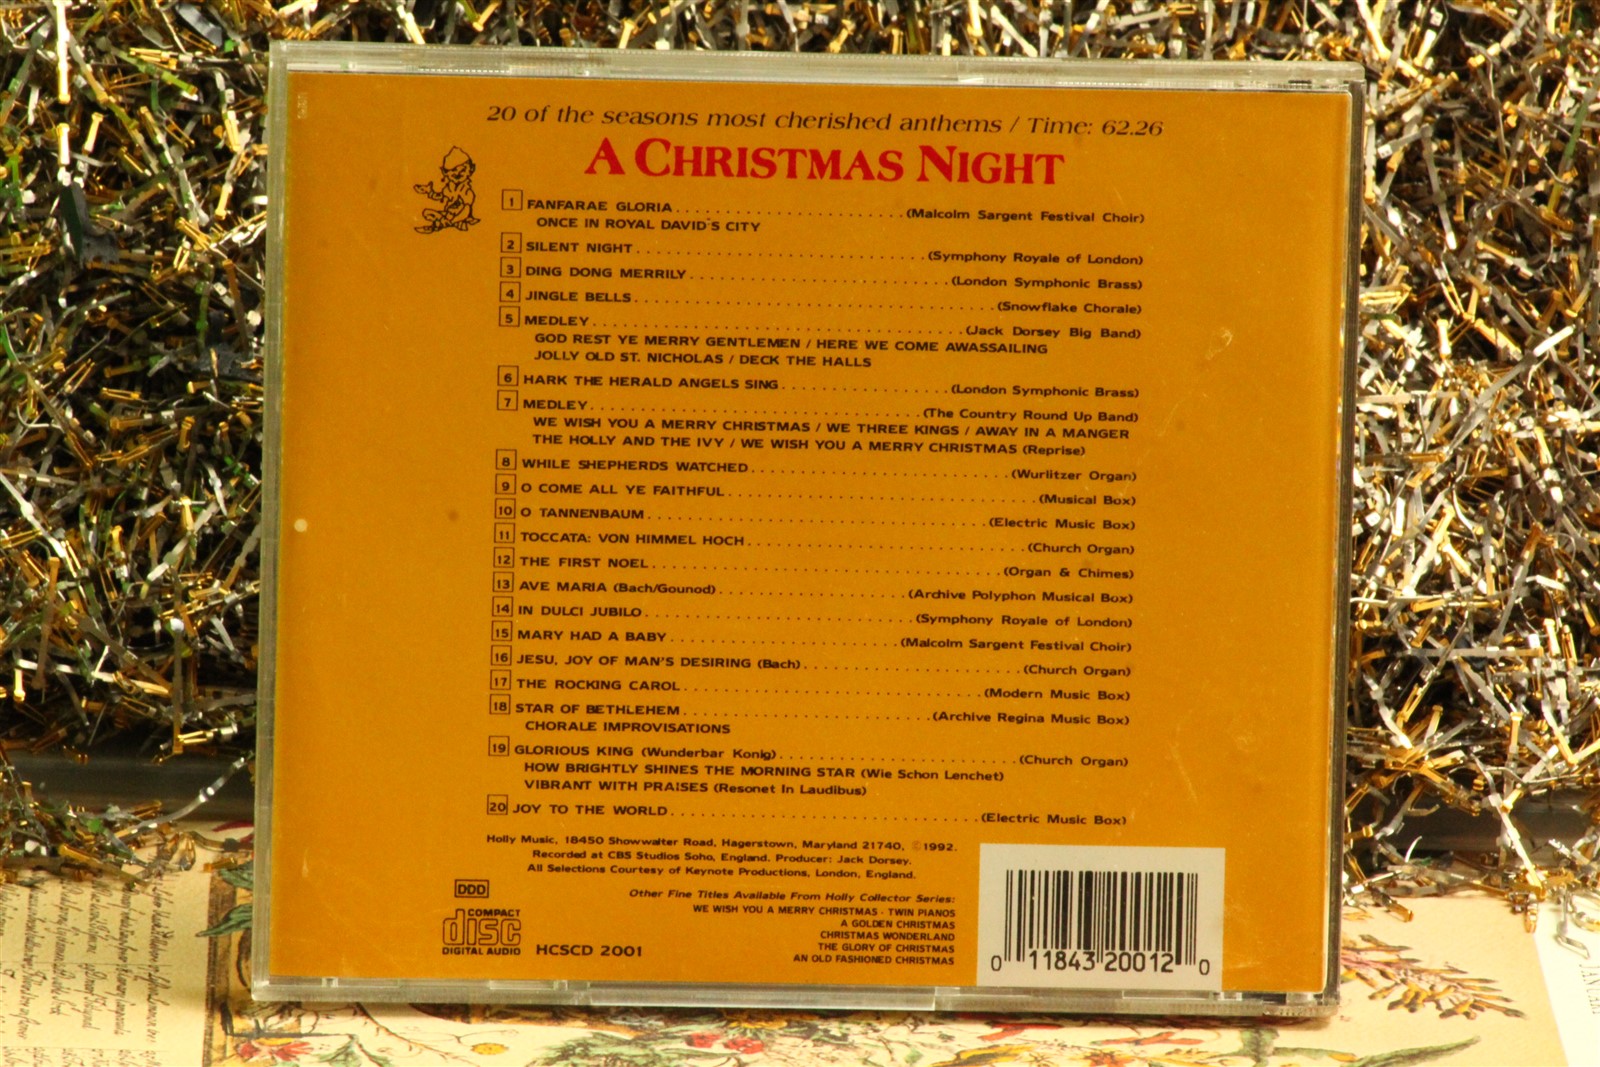 20 of the seasons most cherished anthems / Time: 62.26
A CHRISTMAS NIGHT
1 FANFARAE GLORIA (Malcolm Sargent Festival Choir)
ONCE IN ROYAL DAVID'S CITY
2 SILENT NIGHT (Symphony Royale of London)
3 DING DONG MERRILY (London Symphonic Brass)
4 JINGLE BELLS (Snowflake Chorale)
5 MEDLEY (Jack Dorsey Big Band)
GOD REST YE MERRY GENTLEMEN / HERE WE COME AWASSAILING
JOLLY OLD ST. NICHOLAS / DECK THE HALLS
6 HARK THE HERALD ANGELS SING (London Symphonic Brass)
7 MEDLEY (The Country Round Up Band)
WE WISH YOU A MERRY CHRISTMAS / WE THREE KINGS / AWAY IN A MANGER
THE HOLLY AND THE IVY / WE WISH YOU A MERRY CHRISTMAS (Reprise)
8 WHILE SHEPHERDS WATCHED (Wurlitzer Organ)
9 O COME ALL YE FAITHFUL (Musical Box)
10 O TANNENBAUM (Electric Music Box)
11 TOCCATA: VON HIMMEL HOCH (Church Organ)
12 THE FIRST NOEL (Organ & Chimes)
13 AVE MARIA (Bach/Gounod) (Archive Polyphon Musical Box)
14 IN DULCI JUBILO (Symphony Royale of London)
15 MARY HAD A BABY (Malcolm Sargent Festival Choir)
16 JESU, JOY OF MAN'S DESIRING (Bach) (Church Organ)
17 THE ROCKING CAROL (Modern Music Box)
18 STAR OF BETHLEHEM (Archive Regina Music Box)
CHORALE IMPROVISATIONS
19 GLORIOUS KING (Wunderbar Konig) (Church Organ)
HOW BRIGHTLY SHINES THE MORNING STAR (Wie Schon Lenchet)
VIBRANT WITH PRAISES (Resonet In Laudibus)
20 JOY TO THE WORLD (Electric Music Box)
Holly Music, 18450 Showwalter Road, Hagerstown, Maryland 21740, ©1992.
Recorded at CBS Studios Soho, England. Producer: Jack Dorsey.
All Selections Courtesy of Keynote Productions, London, England.
DDD
COMPACT
disc
DIGITAL AUDIO
HCSCD 2001
Other Fine Titles Available From Holly Collector Series:
WE WISH YOU A MERRY CHRISTMAS - TWIN PIANOS
A GOLDEN CHRISTMAS
CHRISTMAS WONDERLAND
THE GLORY OF CHRISTMAS
AN OLD FASHIONED CHRISTMAS
0 11843 20012 0